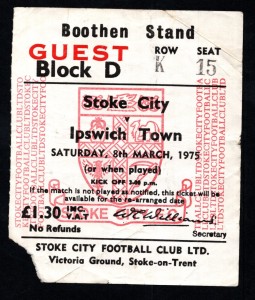 Boothen Stand
GUEST ROW SEAT
Block D K 15
Stoke City
v
Ipswich Town
SATURDAY, 8th MARCH, 1975
(or when played)
KICK OFF 3.00 p.m.
If the match is not played as notified, this ticket will be
available for the re-arranged date
£1.30 INC. V.A.T
No Refunds
Secretary
STOKE CITY FOOTBALL CLUB LTD.
Victoria Ground, Stoke-on-Trent